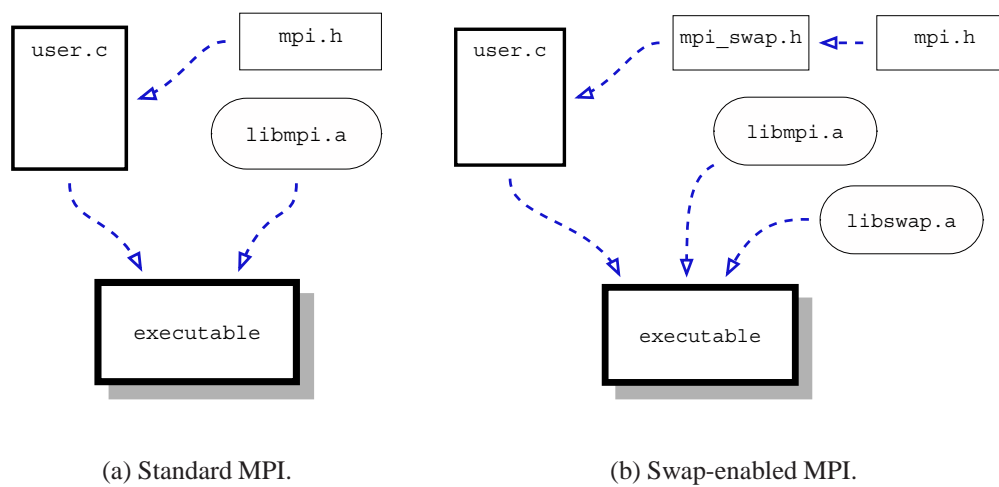 user.c
mpi.h
libmpi.a
executable
(a) Standard MPI.
user.c
mpi_swap.h
mpi.h
libmpi.a
libswap.a
executable
(b) Swap-enabled MPI.